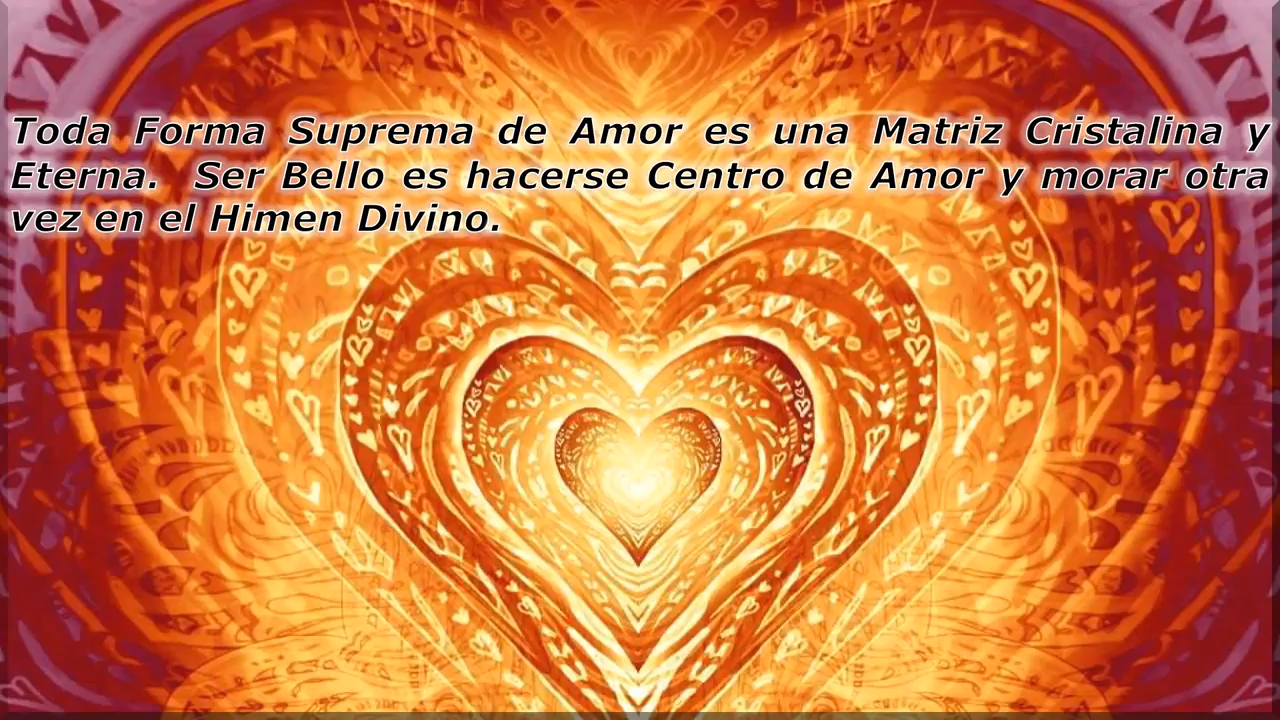 Toda Forma Suprema de Amor es una Matriz Cristalina y
Eterna.  Ser Bello es hacerse Centro de Amor y morar otra
vez en el Himen Divino.